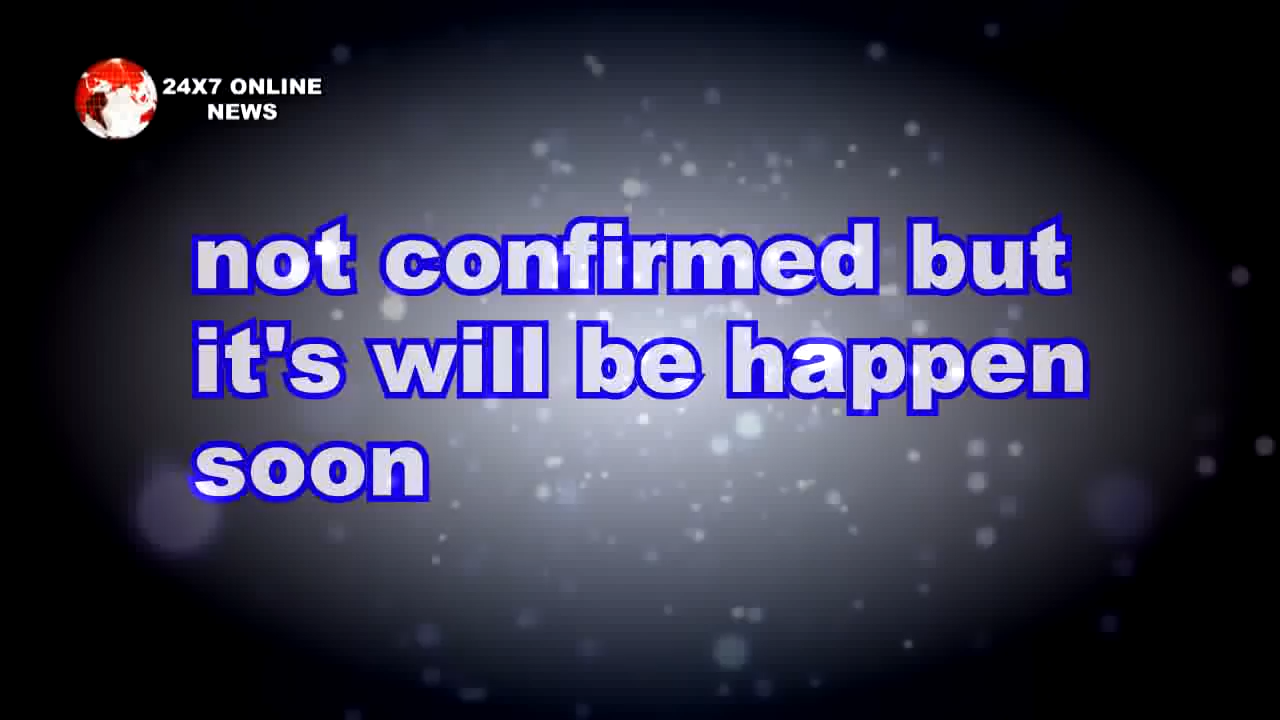 24X7 ONLINE
NEWS
not confirmed but
it's will be happen
soon